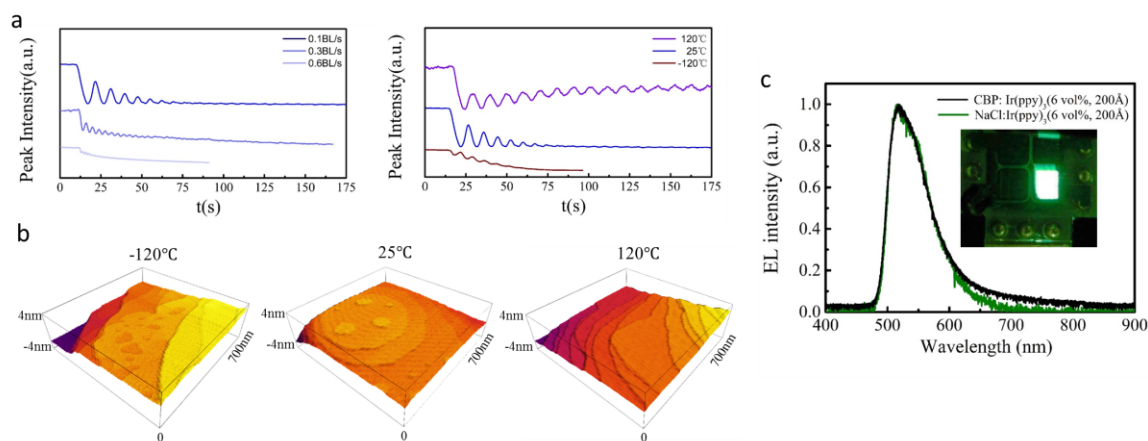 a
0.1BL/s
0.3BL/s
0.6BL/s
Peak Intensity(a.u.)
0 25 50 75 100 125 150 175
t(s)
120℃
25℃
-120℃
Peak Intensity(a.u.)
0 25 50 75 100 125 150 175
t(s)
b
-120℃
4nm
-4nm
700nm
0
25℃
4nm
-4nm
700nm
0
120℃
4nm
-4nm
700nm
0
c
CBP: Ir(ppy)3(6 vol%, 200Å)
NaCl:Ir(ppy)3(6 vol%, 200Å)
EL intensity (a.u.)
1.0
0.8
0.6
0.4
0.2
0.0
400 500 600 700 800 900
Wavelength (nm)